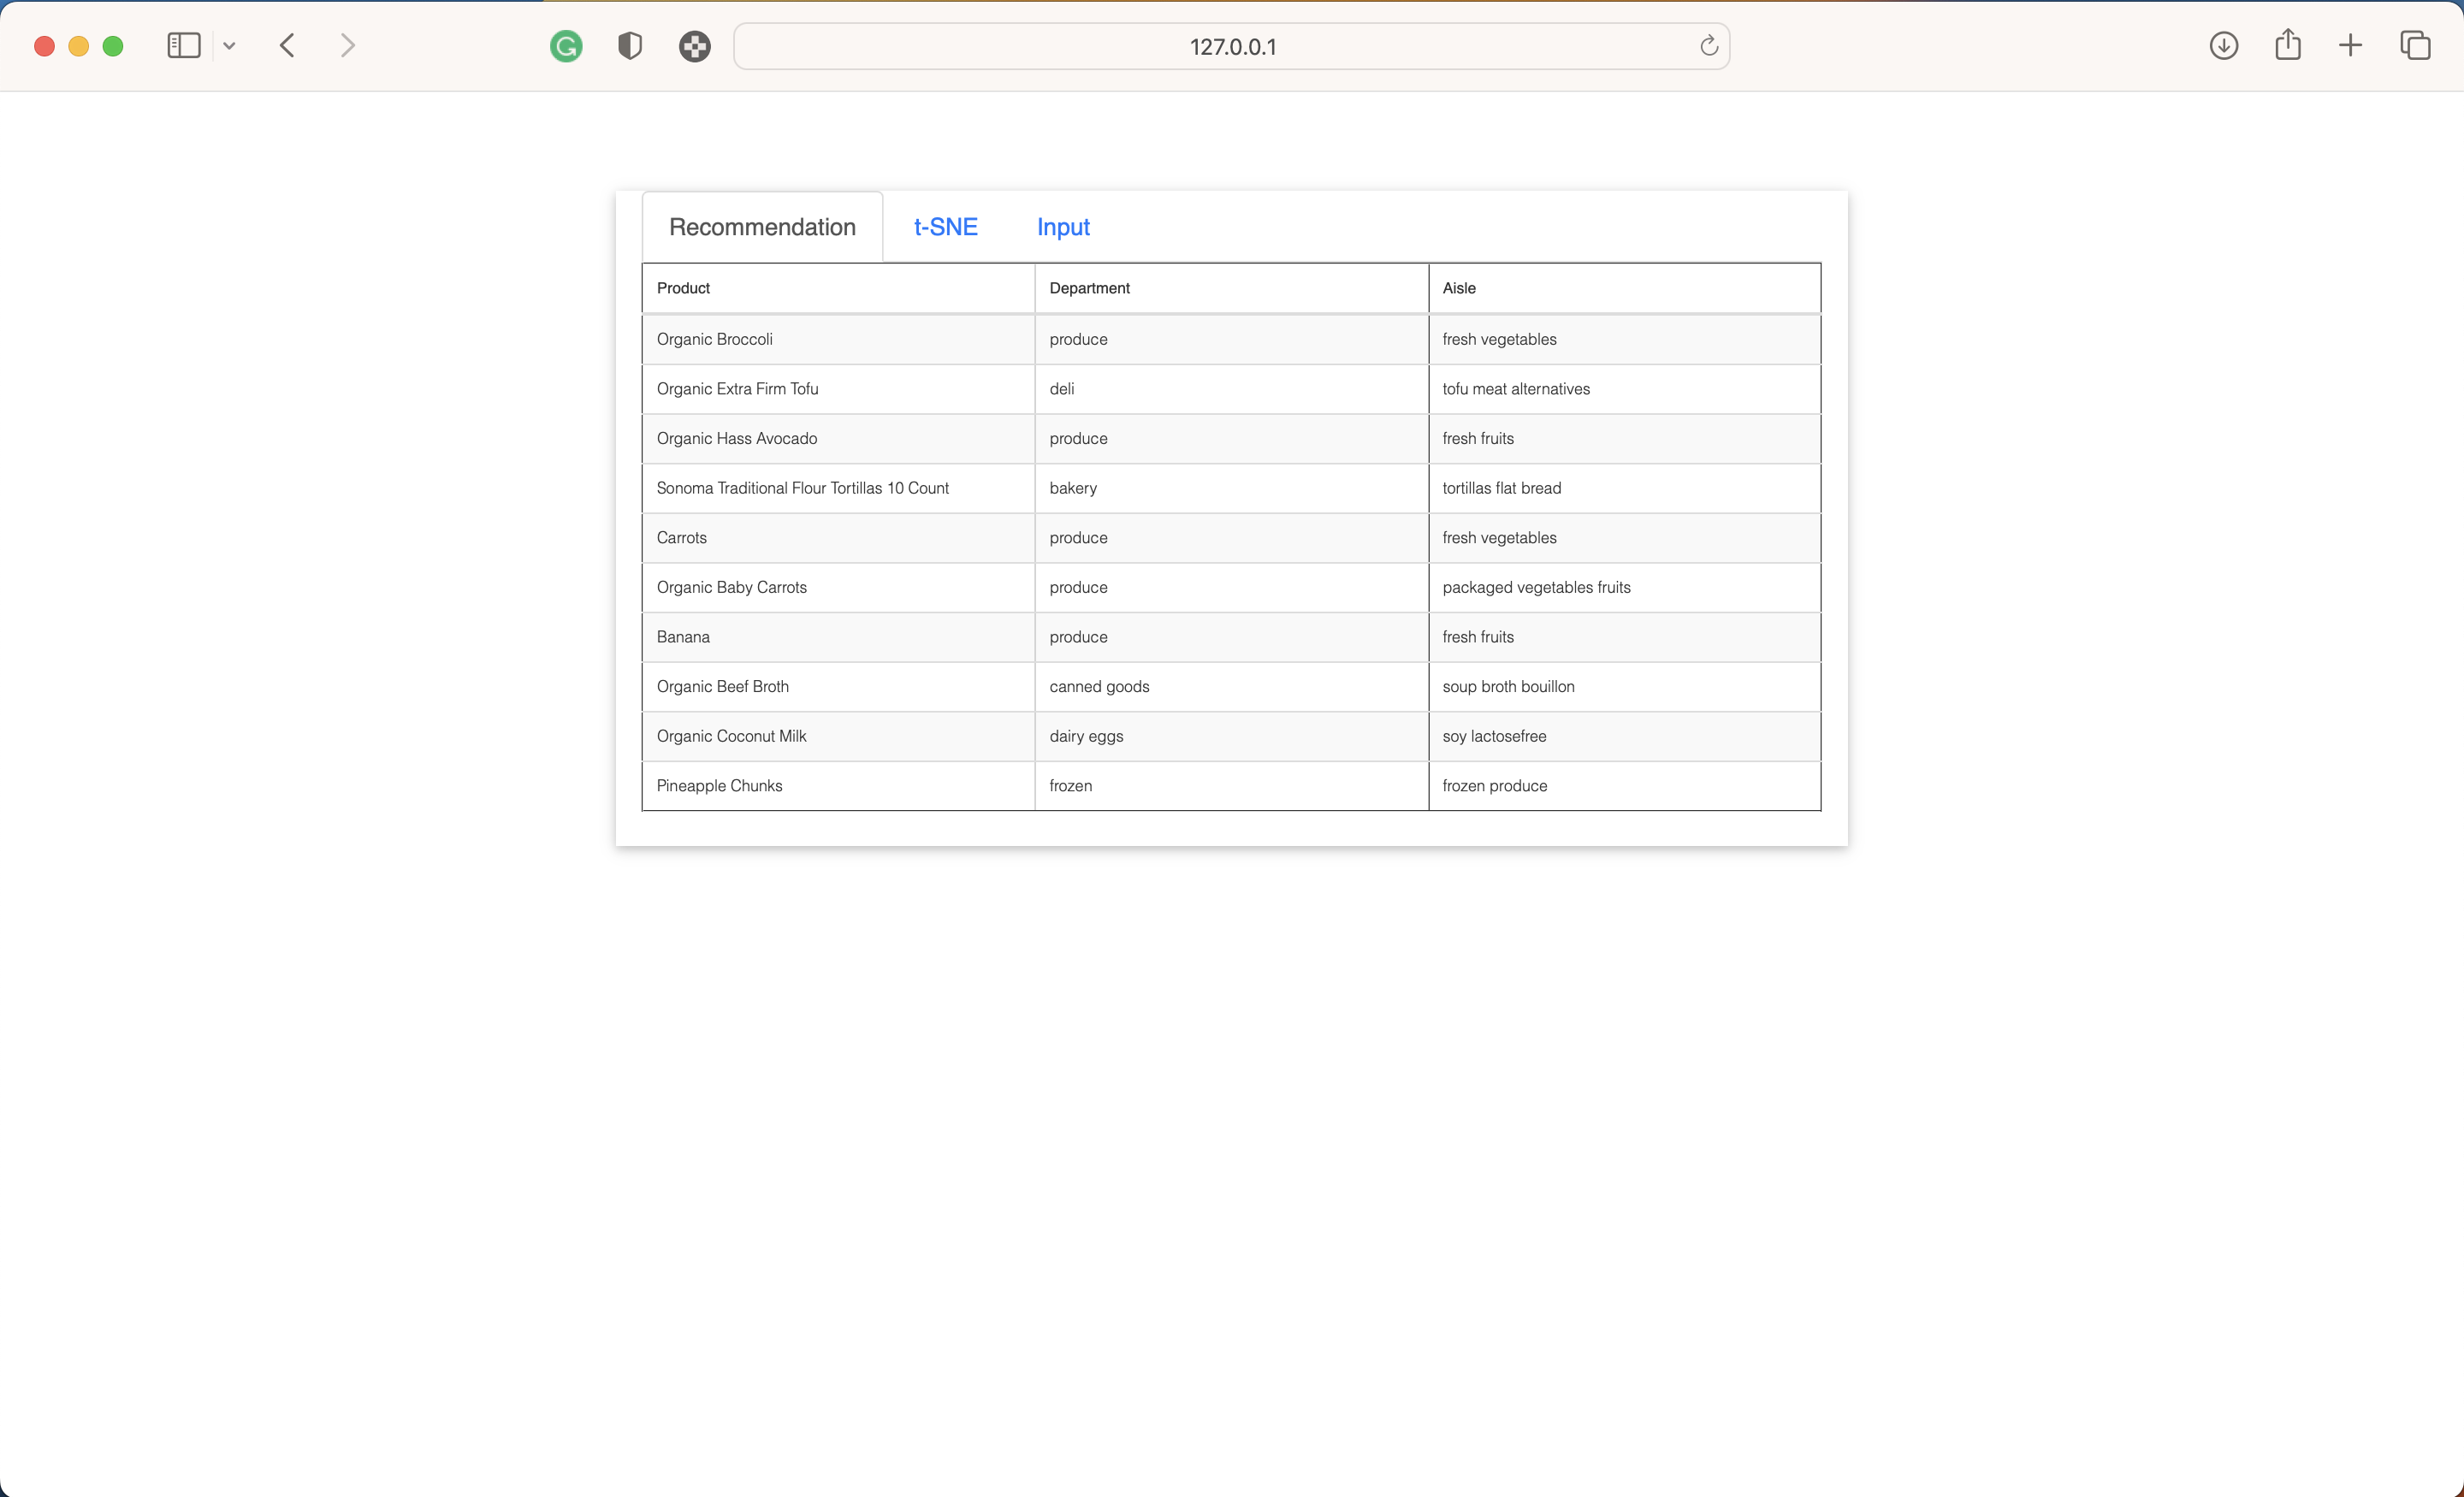 127.0.0.1
Recommendation t-SNE Input
Product Department Aisle
Organic Broccoli produce fresh vegetables
Organic Extra Firm Tofu deli tofu meat alternatives
Organic Hass Avocado produce fresh fruits
Sonoma Traditional Flour Tortillas 10 Count bakery tortillas flat bread
Carrots produce fresh vegetables
Organic Baby Carrots produce packaged vegetables fruits
Banana produce fresh fruits
Organic Beef Broth canned goods soup broth bouillon
Organic Coconut Milk dairy eggs soy lactosefree
Pineapple Chunks frozen frozen produce